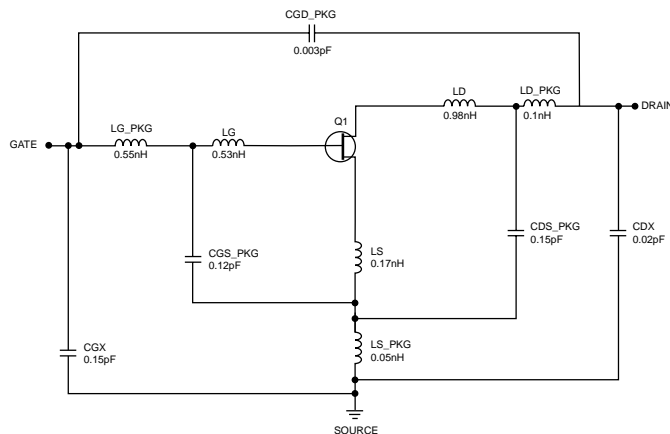 CGD_PKG
0.003pF
LD
LD_PKG
DRAIN
0.98nH
0.1nH
Q1
LG_PKG
LG
GATE
0.55nH
0.53nH
CGS_PKG
0.12pF
LS
0.17nH
CDS_PKG
0.15pF
CDX
0.02pF
CGX
0.15pF
LS_PKG
0.05nH
SOURCE